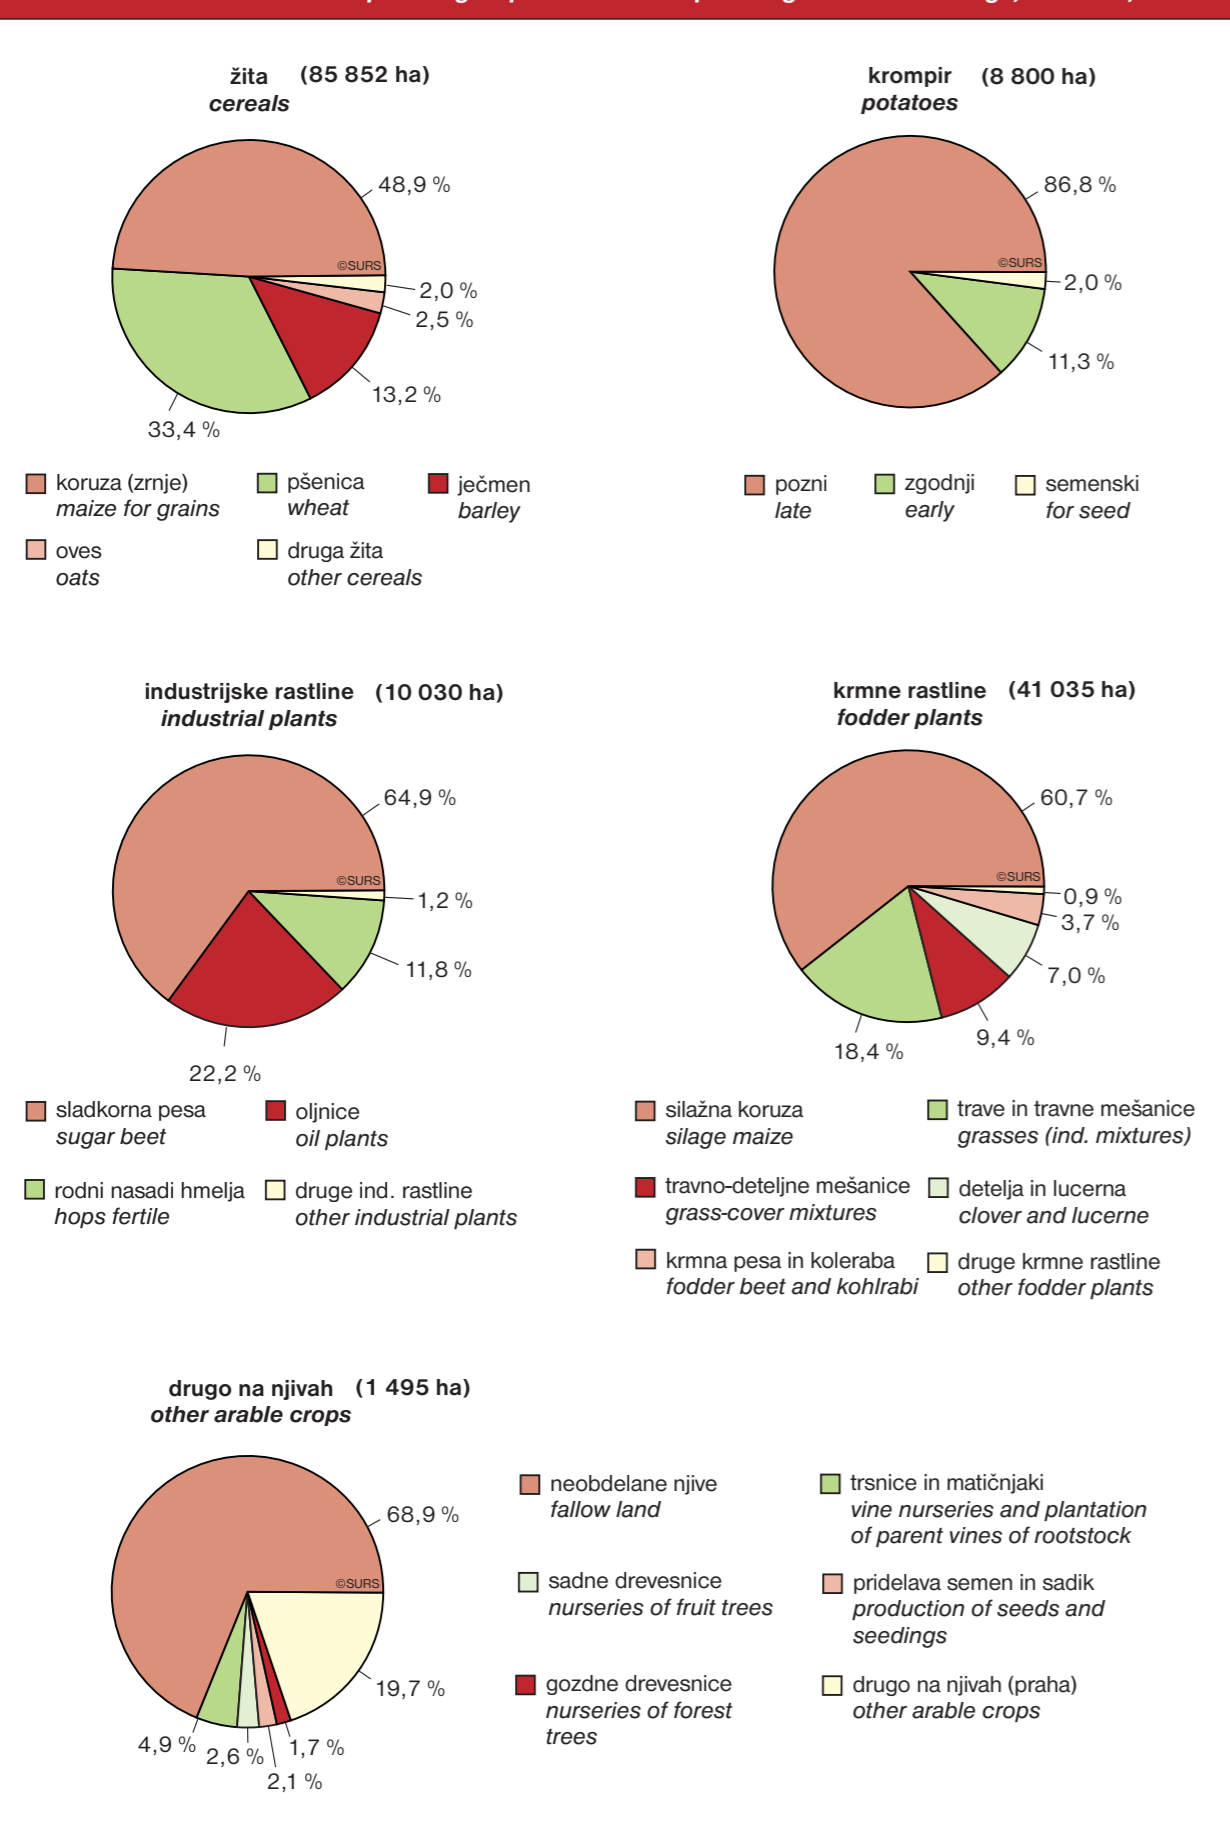 žita (85 852 ha)
cereals
48,9 %
©SURS
2,0 %
2,5 %
13,2 %
33,4 %
koruza (zrnje)
maize for grains
pšenica
wheat
ječmen
barley
oves
oats
druga žita
other cereals
krompir (8 800 ha)
potatoes
86,8 %
©SURS
2,0 %
11,3 %
pozni
late
zgodnji
early
semenski
for seed
industrijske rastline (10 030 ha)
industrial plants
64,9 %
©SURS
1,2 %
11,8 %
22,2 %
sladkorna pesa
sugar beet
oljnice
oil plants
rodni nasadi hmelja
hops fertile
druge ind. rastline
other industrial plants
krmne rastline (41 035 ha)
fodder plants
60,7 %
©SURS
0,9 %
3,7 %
7,0 %
9,4 %
18,4 %
silažna koruza
silage maize
trave in travne mešanice
grasses (ind. mixtures)
travno-deteljne mešanice
grass-cover mixtures
detelja in lucerna
clover and lucerne
krmna pesa in koleraba
fodder beet and kohlrabi
druge krmne rastline
other fodder plants
drugo na njivah (1 495 ha)
other arable crops
68,9 %
©SURS
19,7 %
1,7 %
2,1 %
2,6 %
4,9 %
neobdelane njive
fallow land
trsnice in matičnjaki
vine nurseries and plantation
of parent vines of rootstock
sadne drevesnice
nurseries of fruit trees
pridelava semen in sadik
production of seeds and
seedings
gozdne drevesnice
nurseries of forest
trees
drugo na njivah (praha)
other arable crops